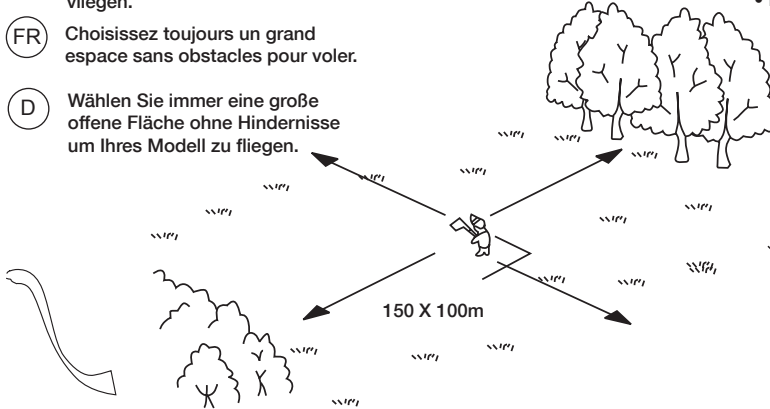 vliegen.
FR
Choisissez toujours un grand
espace sans obstacles pour voler.
D
Wählen Sie immer eine große
offene Fläche ohne Hindernisse
um Ihres Modell zu fliegen.
150 X 100m